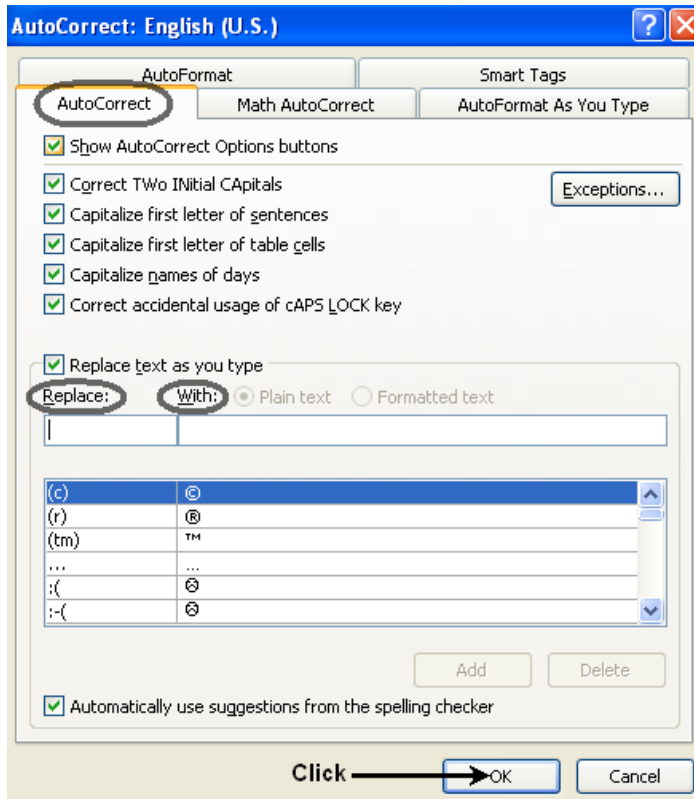 AutoCorrect: English (U.S.)
AutoFormat Smart Tags
AutoCorrect Math AutoCorrect AutoFormat As You Type
Show AutoCorrect Options buttons
Correct TWo INitial CApitals Exceptions...
Capitalize first letter of sentences
Capitalize first letter of table cells
Capitalize names of days
Correct accidental usage of cAPS LOCK key
Replace text as you type
Replace: With: Plain text Formatted text
(c) ©
(r) ®
(tm) ™
... ...
:( ☹
:-( ☹
Add Delete
Automatically use suggestions from the spelling checker
Click OK Cancel